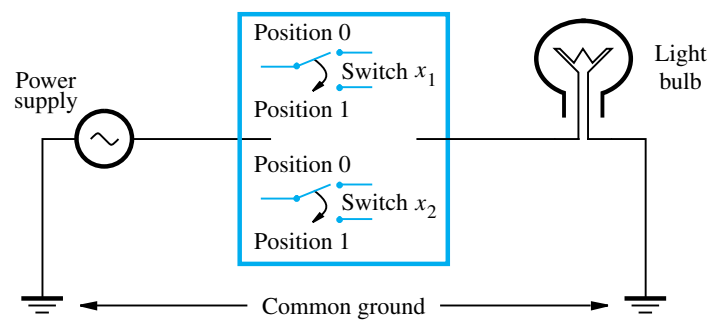 Position 0
Switch x1
Position 1
Position 0
Switch x2
Position 1
Power
supply
Light
bulb
Common ground